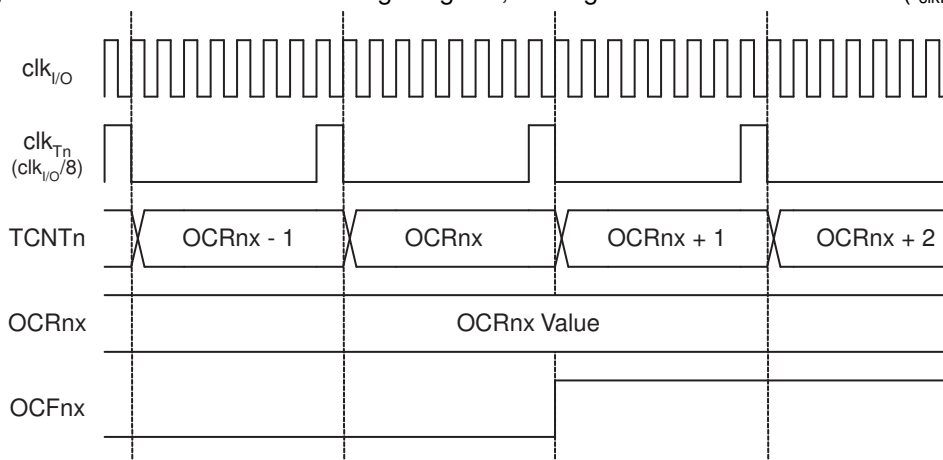 clkI/O
clkTn
(clkI/O/8)
TCNTn
OCRnx - 1
OCRnx
OCRnx + 1
OCRnx + 2
OCRnx
OCRnx Value
OCFnx